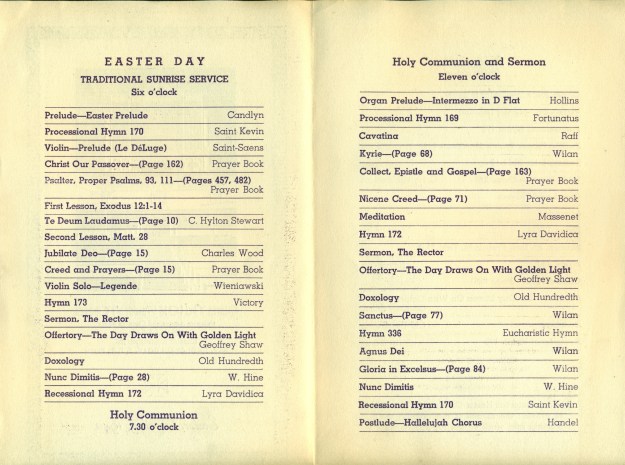 EASTER DAY
TRADITIONAL SUNRISE SERVICE
Six o'clock
Prelude—Easter Prelude Candlyn
Processional Hymn 170 Saint Kevin
Violin—Prelude (Le DéLuge) Saint-Saens
Christ Our Passover—(Page 162) Prayer Book
Psalter, Proper Psalms, 93, 111—(Pages 457, 482)
Prayer Book
First Lesson, Exodus 12:1-14
Te Deum Laudamus—(Page 10) C. Hylton Stewart
Second Lesson, Matt. 28
Jubilate Deo—(Page 15) Charles Wood
Creed and Prayers—(Page 15) Prayer Book
Violin Solo—Legende Wieniawski
Hymn 173 Victory
Sermon, The Rector
Offertory—The Day Draws On With Golden Light
Geoffrey Shaw
Doxology Old Hundredth
Nunc Dimitis—(Page 28) W. Hine
Recessional Hymn 172 Lyra Davidica
Holy Communion
7.30 o'clock
Holy Communion and Sermon
Eleven o'clock
Organ Prelude—Intermezzo in D Flat Hollins
Processional Hymn 169 Fortunatus
Cavatina Raff
Kyrie—(Page 68) Wilan
Collect, Epistle and Gospel—(Page 163)
Prayer Book
Nicene Creed—(Page 71) Prayer Book
Meditation Massenet
Hymn 172 Lyra Davidica
Sermon, The Rector
Offertory—The Day Draws On With Golden Light
Geoffrey Shaw
Doxology Old Hundredth
Sanctus—(Page 77) Wilan
Hymn 336 Eucharistic Hymn
Agnus Dei Wilan
Gloria in Excelsus—(Page 84) Wilan
Nunc Dimitis W. Hine
Recessional Hymn 170 Saint Kevin
Postlude—Hallelujah Chorus Handel